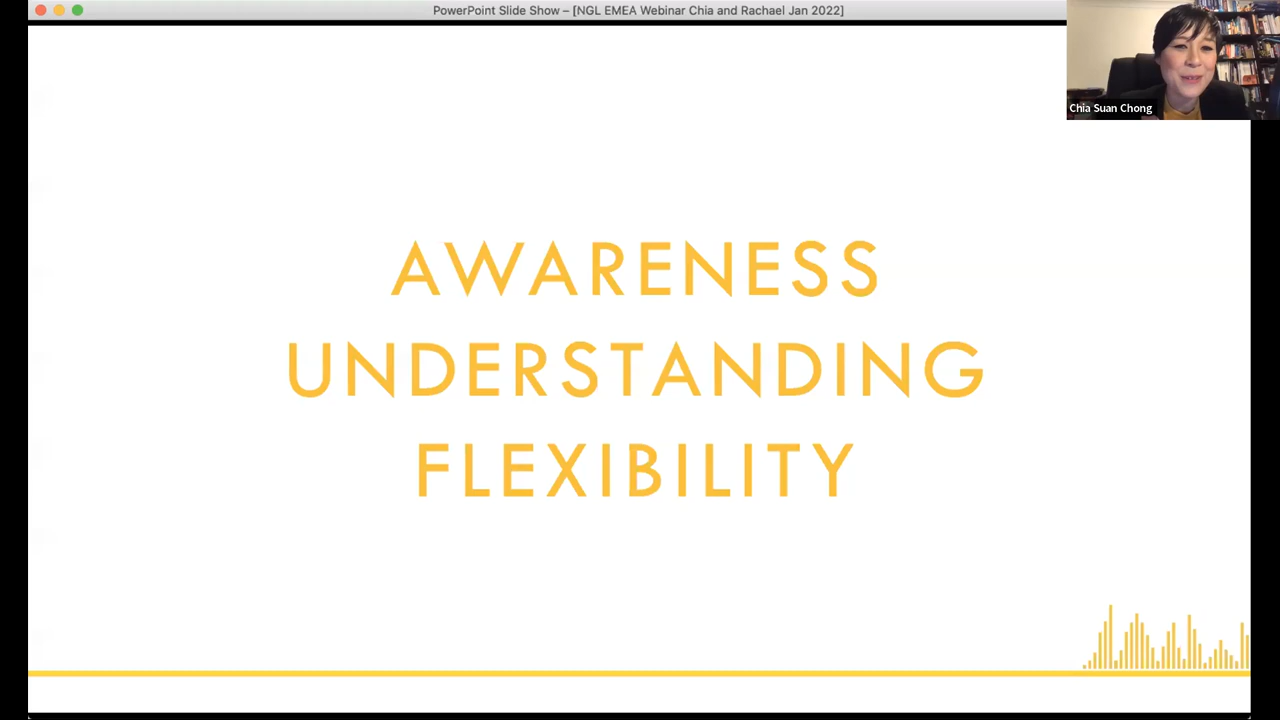 PowerPoint Slide Show – [NGL EMEA Webinar Chia and Rachael Jan 2022]
Chia Suan Chong
AWARENESS
UNDERSTANDING
FLEXIBILITY